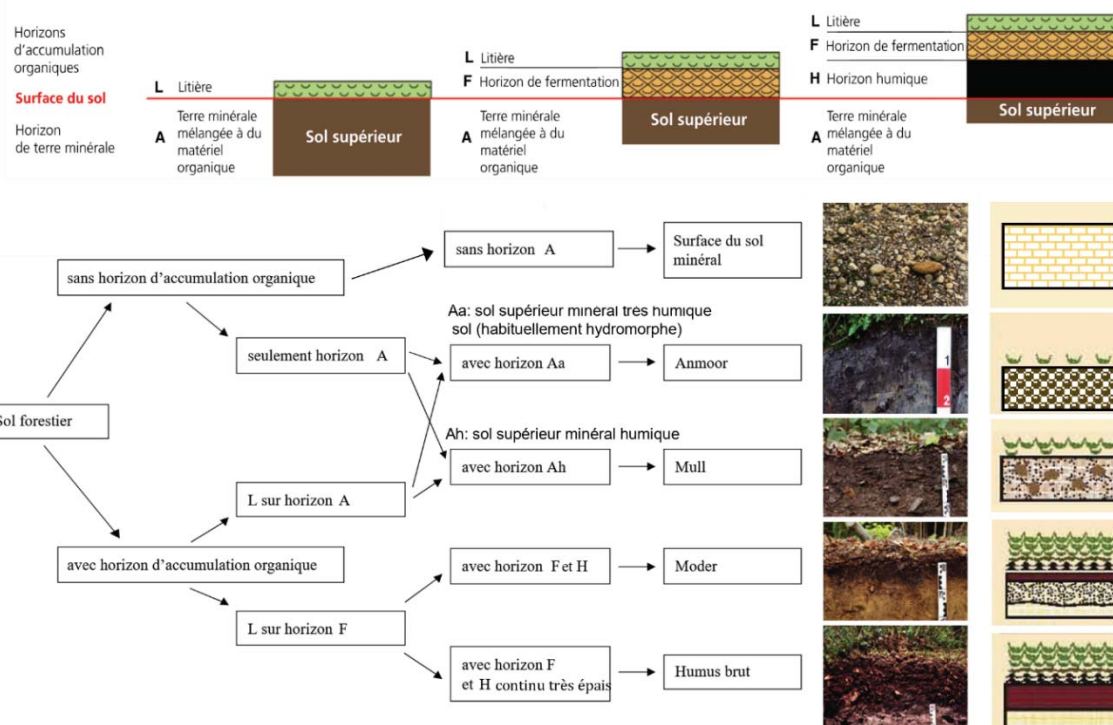 Horizons
d'accumulation
organiques
Surface du sol
Horizon
de terre minérale
L Litière
A Terre minérale
mélangée à du
matériel
organique
Sol supérieur
L Litière
F Horizon de fermentation
A Terre minérale
mélangée à du
matériel
organique
Sol supérieur
L Litière
F Horizon de fermentation
H Horizon humique
A Terre minérale
mélangée à du
matériel
organique
Sol supérieur
sans horizon A
Surface du sol
minéral
sans horizon d'accumulation organique
Aa: sol supérieur minéral très humique
sol (habituellement hydromorphe)
seulement horizon A
avec horizon Aa
Anmoor
1
2
Sol forestier
Ah: sol supérieur minéral humique
avec horizon Ah
Mull
L sur horizon A
avec horizon d'accumulation organique
avec horizon F et H
Moder
L sur horizon F
avec horizon F
et H continu très épais
Humus brut